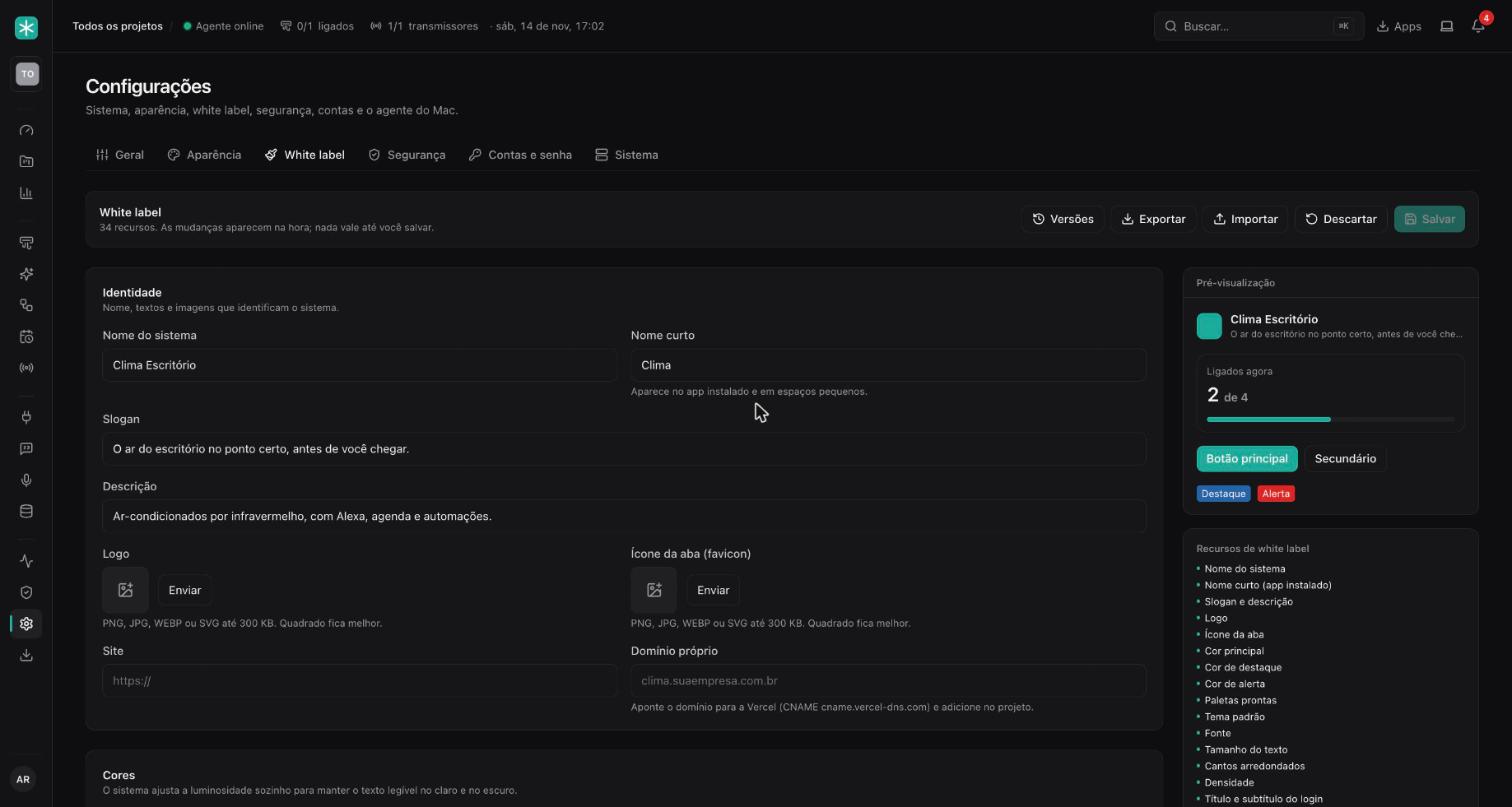 Todos os projetos / Agente online 0/1 ligados 1/1 transmissores · sáb, 14 de nov, 17:02
Buscar... ⌘K Apps 4
TO
Configurações
Sistema, aparência, white label, segurança, contas e o agente do Mac.
Geral Aparência White label Segurança Contas e senha Sistema
White label
34 recursos. As mudanças aparecem na hora; nada vale até você salvar.
Versões Exportar Importar Descartar Salvar
Identidade
Nome, textos e imagens que identificam o sistema.
Nome do sistema
Clima Escritório
Nome curto
Clima
Aparece no app instalado e em espaços pequenos.
Slogan
O ar do escritório no ponto certo, antes de você chegar.
Descrição
Ar-condicionados por infravermelho, com Alexa, agenda e automações.
Logo
Enviar
PNG, JPG, WEBP ou SVG até 300 KB. Quadrado fica melhor.
Ícone da aba (favicon)
Enviar
PNG, JPG, WEBP ou SVG até 300 KB. Quadrado fica melhor.
Site
https://
Domínio próprio
clima.suaempresa.com.br
Aponte o domínio para a Vercel (CNAME cname.vercel-dns.com) e adicione no projeto.
Cores
O sistema ajusta a luminosidade sozinho para manter o texto legível no claro e no escuro.
Pré-visualização
Clima Escritório
O ar do escritório no ponto certo, antes de você che...
Ligados agora
2 de 4
Botão principal Secundário
Destaque Alerta
Recursos de white label
• Nome do sistema
• Nome curto (app instalado)
• Slogan e descrição
• Logo
• Ícone da aba
• Cor principal
• Cor de destaque
• Cor de alerta
• Paletas prontas
• Tema padrão
• Fonte
• Tamanho do texto
• Cantos arredondados
• Densidade
• Título e subtítulo do login
AR